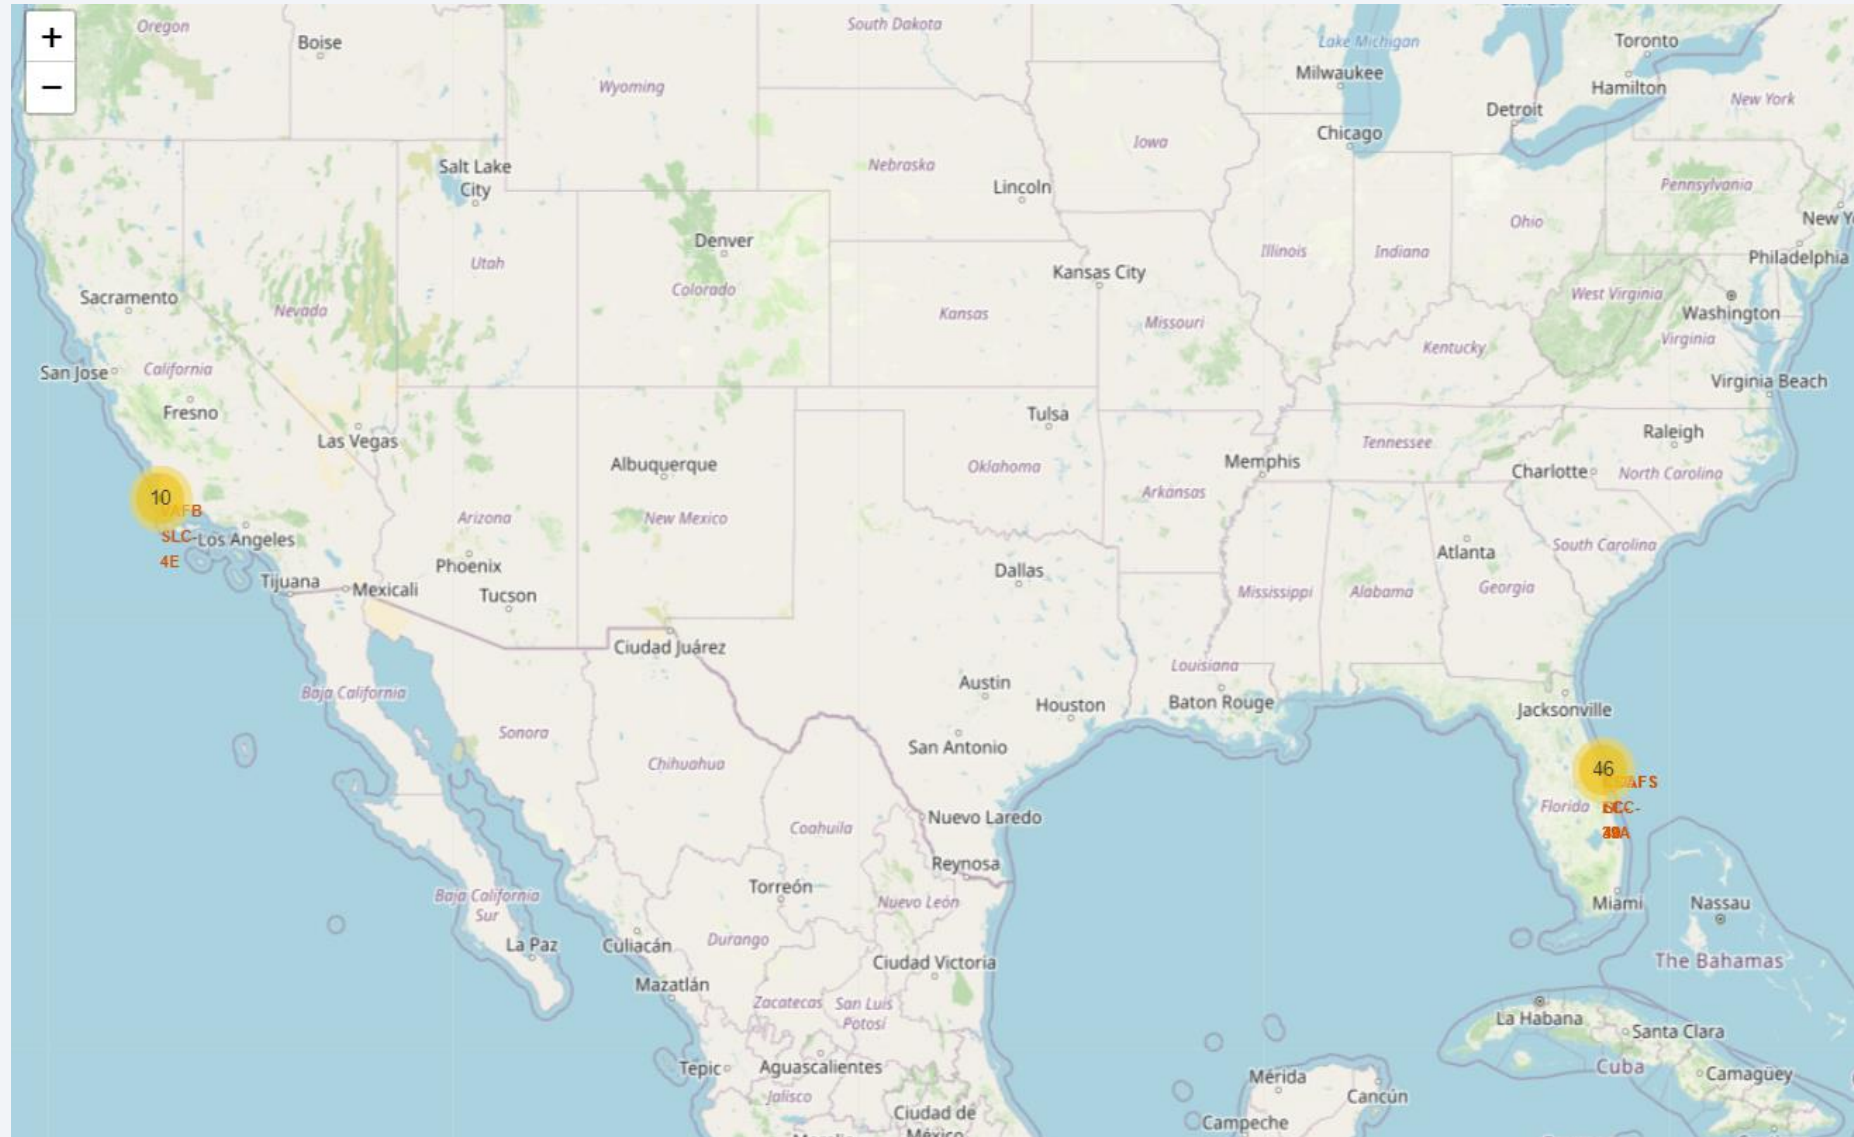 +
−
Oregon
Boise
South Dakota
Lake Michigan
Toronto
Wyoming
Milwaukee
Hamilton
New York
Detroit
Chicago
Iowa
Salt Lake
City
Nebraska
Lincoln
Pennsylvania
Ohio
Denver
Illinois
Indiana
Philadelphia
Utah
Kansas City
Colorado
West Virginia
Sacramento
Nevada
Kansas
Missouri
Washington
Virginia
Kentucky
San Jose
California
Virginia Beach
Fresno
Tulsa
Las Vegas
Tennessee
Raleigh
Albuquerque
Oklahoma
Memphis
Charlotte
North Carolina
10
Arkansas
Arizona
New Mexico
SLC-
Los Angeles
4E
Atlanta
South Carolina
Phoenix
Dallas
Tijuana
Mexicali
Tucson
Mississippi
Alabama
Georgia
Ciudad Juárez
Louisiana
Austin
Baja California
Houston
Baton Rouge
Jacksonville
Sonora
San Antonio
Chihuahua
46
Florida
Nuevo Laredo
Coahuila
Reynosa
Torreón
Baja California
Sur
Nuevo León
Miami
Nassau
La Paz
Culiacán
Durango
Ciudad Victoria
The Bahamas
Mazatlán
Zacatecas
San Luis
Potosí
La Habana
Santa Clara
Tepic
Aguascalientes
Cuba
Camagüey
Mérida
Jalisco
Cancún
Ciudad de
México
Campeche